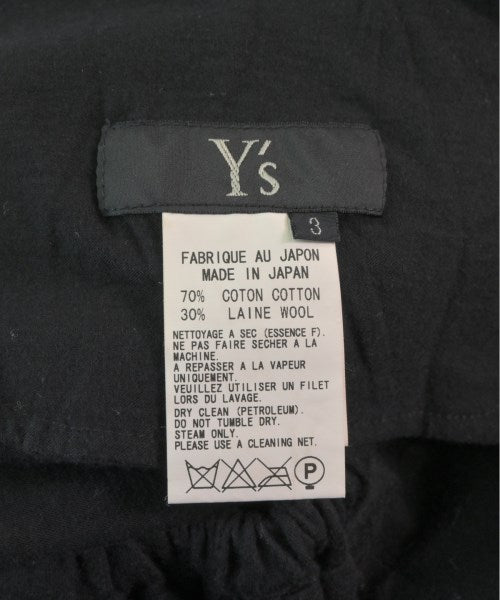 Y's
3
FABRIQUE AU JAPON
MADE IN JAPAN
70% COTON COTTON
30% LAINE WOOL
NETTOYAGE A SEC (ESSENCE F).
NE PAS FAIRE SECHER A LA
MACHINE.
A REPASSER A LA VAPEUR
UNIQUEMENT.
VEUILLEZ UTILISER UN FILET
LORS DU LAVAGE.
DRY CLEAN (PETROLEUM).
DO NOT TUMBLE DRY.
STEAM ONLY.
PLEASE USE A CLEANING NET.
P